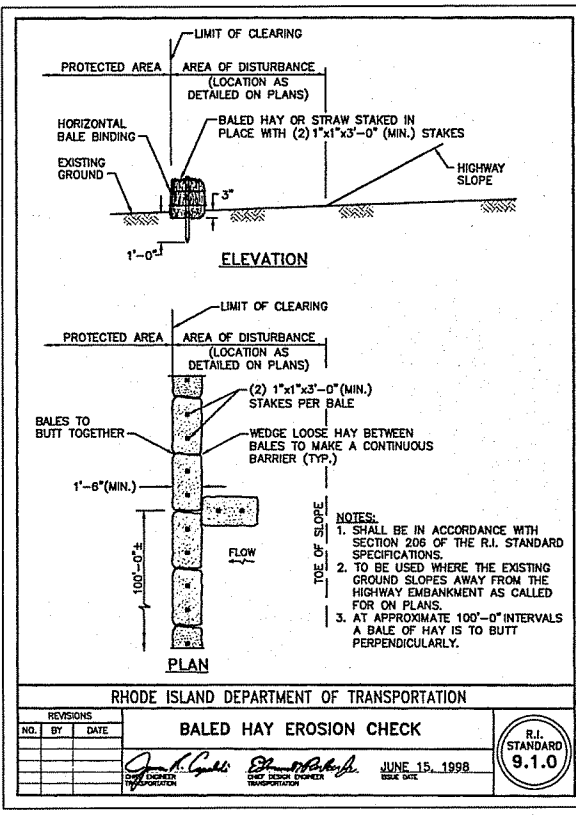 LIMIT OF CLEARING
PROTECTED AREA
AREA OF DISTURBANCE
(LOCATION AS
DETAILED ON PLANS)
HORIZONTAL
BALE BINDING
BALED HAY OR STRAW STAKED IN
PLACE WITH (2) 1"x1"x3'-0" (MIN.) STAKES
EXISTING
GROUND
3"
HIGHWAY
SLOPE
1'-0"
ELEVATION
LIMIT OF CLEARING
PROTECTED AREA
AREA OF DISTURBANCE
(LOCATION AS
DETAILED ON PLANS)
(2) 1"x1"x3'-0"(MIN.)
STAKES PER BALE
BALES TO
BUTT TOGETHER
WEDGE LOOSE HAY BETWEEN
BALES TO MAKE A CONTINUOUS
BARRIER (TYP.)
1'-6"(MIN.)
100'-0"±
FLOW
TOE OF SLOPE
NOTES:
1. SHALL BE IN ACCORDANCE WITH
SECTION 206 OF THE R.I. STANDARD
SPECIFICATIONS.
2. TO BE USED WHERE THE EXISTING
GROUND SLOPES AWAY FROM THE
HIGHWAY EMBANKMENT AS CALLED
FOR ON PLANS.
3. AT APPROXIMATE 100'-0" INTERVALS
A BALE OF HAY IS TO BUTT
PERPENDICULARLY.
PLAN
RHODE ISLAND DEPARTMENT OF TRANSPORTATION
REVISIONS
NO. BY DATE
BALED HAY EROSION CHECK
JUNE 15, 1998
CHIEF ENGINEER
TRANSPORTATION
CHIEF DESIGN ENGINEER
TRANSPORTATION
ISSUE DATE
R.I.
STANDARD
9.1.0